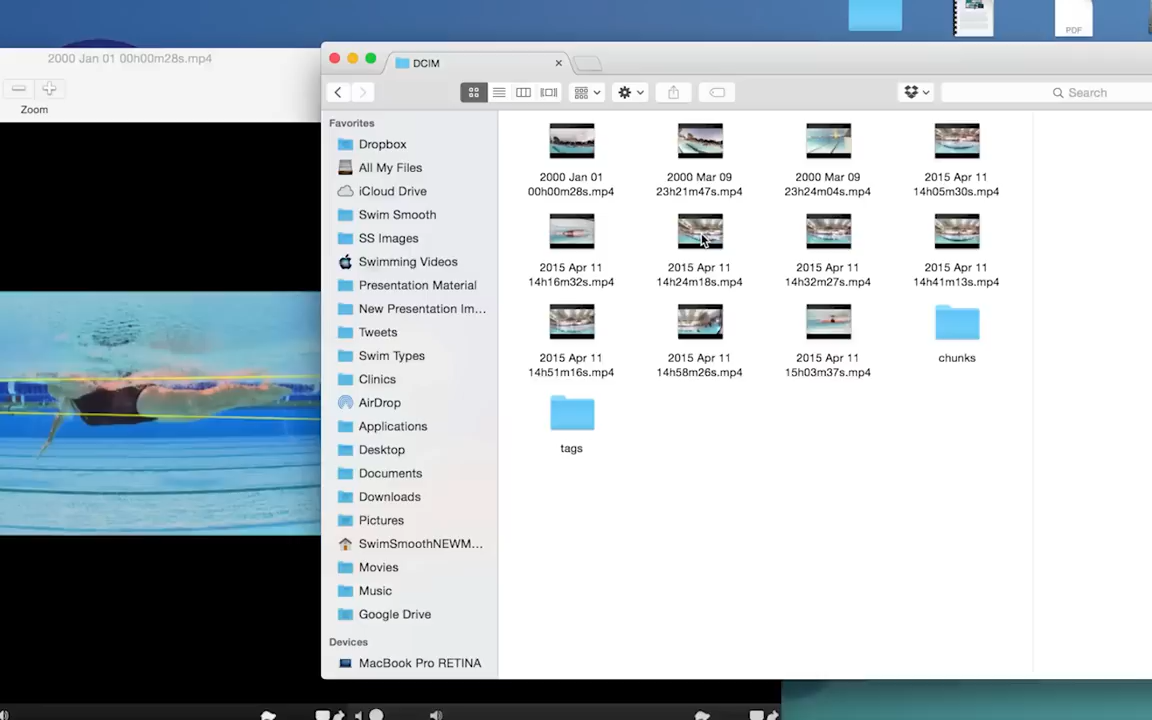 2000 Jan 01 00h00m28s.mp4
DCIM
Zoom
Search
Favorites
Dropbox
All My Files
iCloud Drive
Swim Smooth
SS Images
Swimming Videos
Presentation Material
New Presentation Im...
Tweets
Swim Types
Clinics
AirDrop
Applications
Desktop
Documents
Downloads
Pictures
SwimSmoothNEWM...
Movies
Music
Google Drive
Devices
MacBook Pro RETINA
2000 Jan 01
00h00m28s.mp4
2000 Mar 09
23h21m47s.mp4
2000 Mar 09
23h24m04s.mp4
2015 Apr 11
14h05m30s.mp4
2015 Apr 11
14h16m32s.mp4
2015 Apr 11
14h24m18s.mp4
2015 Apr 11
14h32m27s.mp4
2015 Apr 11
14h41m13s.mp4
2015 Apr 11
14h51m16s.mp4
2015 Apr 11
14h58m26s.mp4
2015 Apr 11
15h03m37s.mp4
chunks
tags
PDF